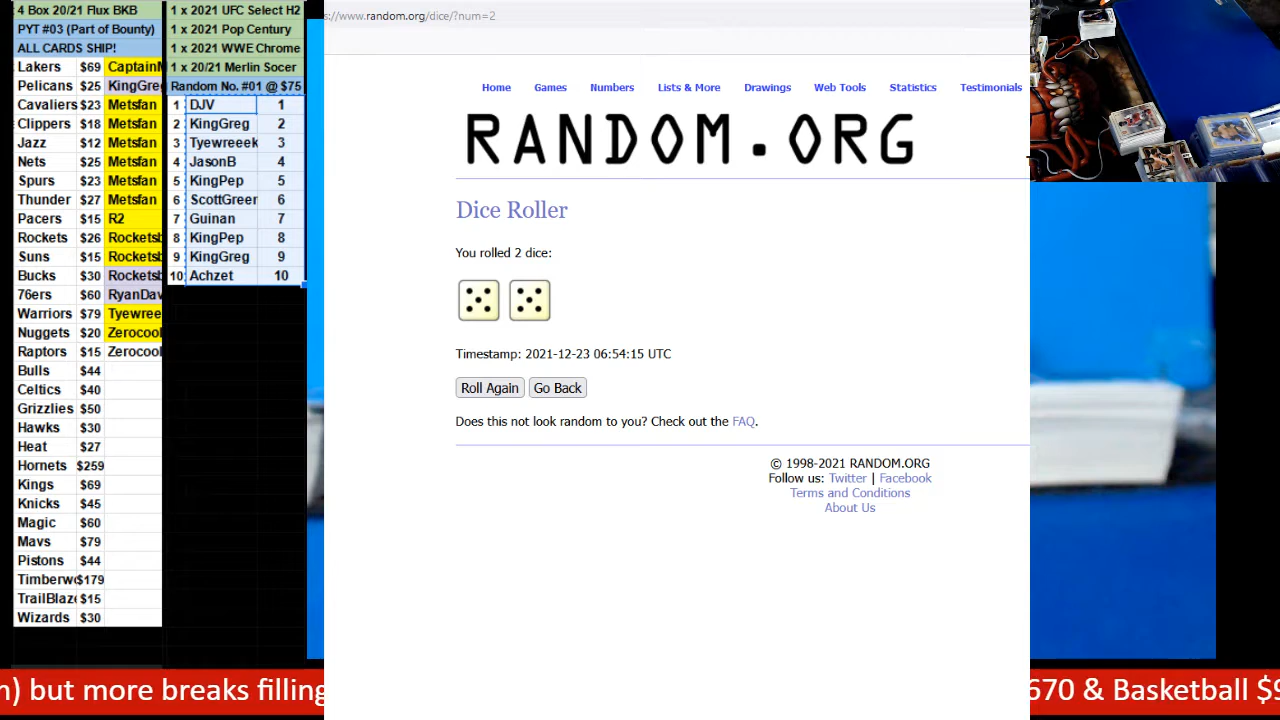 4 Box 20/21 Flux BKB
PYT #03 (Part of Bounty)
ALL CARDS SHIP!
Lakers $69 CaptainM
Pelicans $25 KingGreg
Cavaliers $23 Metsfan
Clippers $18 Metsfan
Jazz $12 Metsfan
Nets $25 Metsfan
Spurs $23 Metsfan
Thunder $27 Metsfan
Pacers $15 R2
Rockets $26 Rocketsb
Suns $15 Rocketsb
Bucks $30 Rocketsb
76ers $60 RyanDav
Warriors $79 Tyewree
Nuggets $20 Zerocool
Raptors $15 Zerocool
Bulls $44
Celtics $40
Grizzlies $50
Hawks $30
Heat $27
Hornets $259
Kings $69
Knicks $45
Magic $60
Mavs $79
Pistons $44
Timberwo $179
TrailBlaze $15
Wizards $30
1 x 2021 UFC Select H2
1 x 2021 Pop Century
1 x 2021 WWE Chrome
1 x 20/21 Merlin Socer
Random No. #01 @ $75
1 DJV 1
2 KingGreg 2
3 Tyewreeek 3
4 JasonB 4
5 KingPep 5
6 ScottGreen 6
7 Guinan 7
8 KingPep 8
9 KingGreg 9
10 Achzet 10
s://www.random.org/dice/?num=2
Home Games Numbers Lists & More Drawings Web Tools Statistics Testimonials
RANDOM.ORG
Dice Roller
You rolled 2 dice:
Timestamp: 2021-12-23 06:54:15 UTC
Roll Again Go Back
Does this not look random to you? Check out the FAQ.
© 1998-2021 RANDOM.ORG
Follow us: Twitter | Facebook
Terms and Conditions
About Us
n) but more breaks filling
670 & Basketball $9